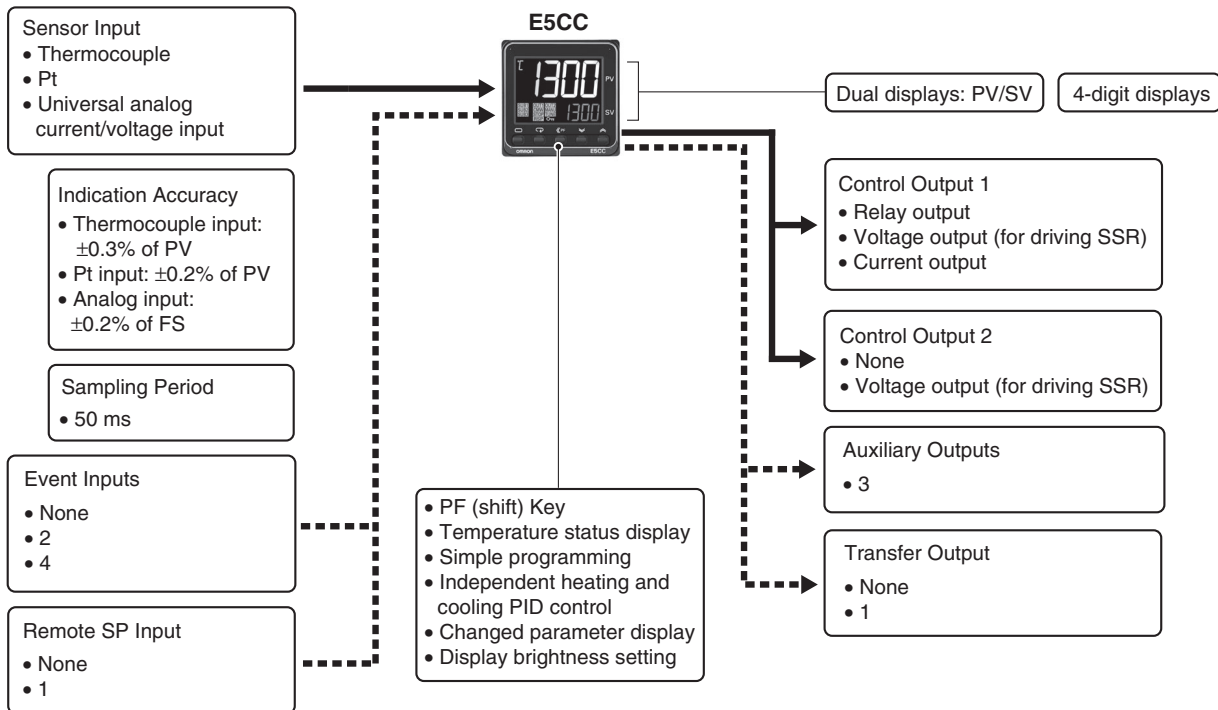 E5CC
Sensor Input
• Thermocouple
• Pt
• Universal analog
current/voltage input
Indication Accuracy
• Thermocouple input:
±0.3% of PV
• Pt input: ±0.2% of PV
• Analog input:
±0.2% of FS
Sampling Period
• 50 ms
Event Inputs
• None
• 2
• 4
Remote SP Input
• None
• 1
1300
PV
1300
SV
PF
omron
E5CC
• PF (shift) Key
• Temperature status display
• Simple programming
• Independent heating and
cooling PID control
• Changed parameter display
• Display brightness setting
Dual displays: PV/SV
4-digit displays
Control Output 1
• Relay output
• Voltage output (for driving SSR)
• Current output
Control Output 2
• None
• Voltage output (for driving SSR)
Auxiliary Outputs
• 3
Transfer Output
• None
• 1